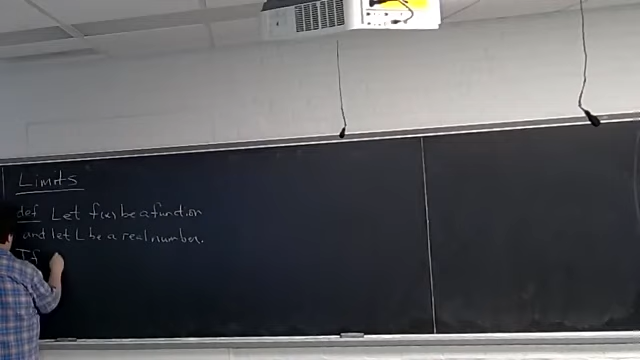 Limits
def Let f(x) be a function
and let L be a real number.
If